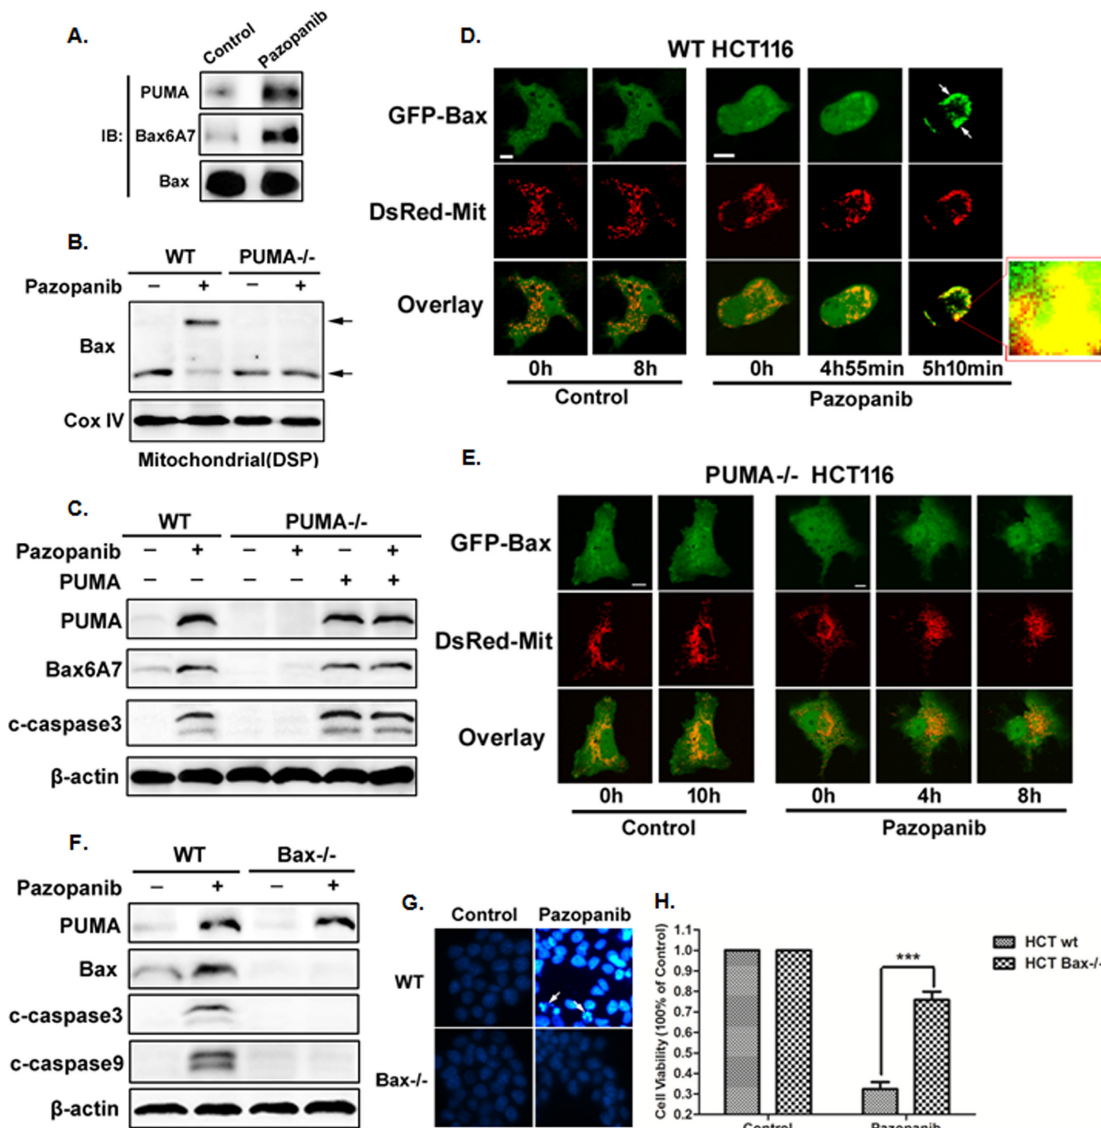 A.
Control Pazopanib
PUMA
IB: Bax6A7
Bax
B.
WT PUMA-/-
Pazopanib – + – +
Bax
Cox IV
Mitochondrial(DSP)
C.
WT PUMA-/-
Pazopanib – + – + – +
PUMA – – – – + +
PUMA
Bax6A7
c-caspase3
β-actin
D.
WT HCT116
GFP-Bax
DsRed-Mit
Overlay
0h 8h 0h 4h55min 5h10min
Control Pazopanib
E.
PUMA-/- HCT116
GFP-Bax
DsRed-Mit
Overlay
0h 10h 0h 4h 8h
Control Pazopanib
F.
WT Bax-/-
Pazopanib – + – +
PUMA
Bax
c-caspase3
c-caspase9
β-actin
G.
Control Pazopanib
WT
Bax-/-
H.
Cell Viability (100% of Control)
1.1
1.0
0.9
0.8
0.7
0.6
0.5
0.4
0.3
0.2
***
HCT wt
HCT Bax-/-
Control Pazopanib